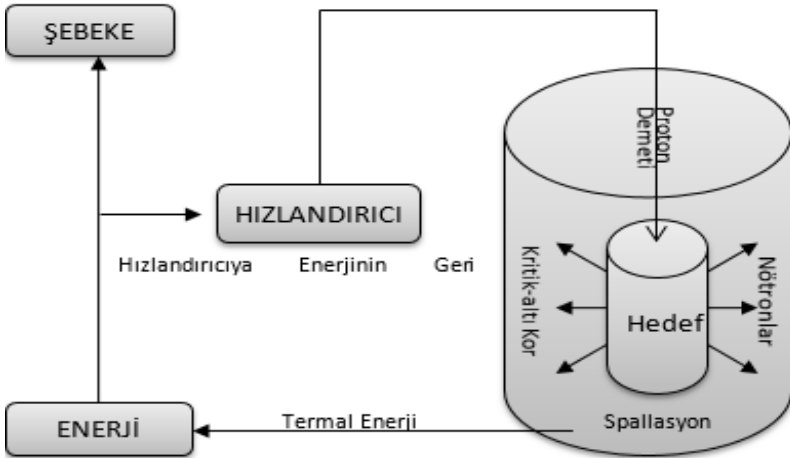 ŞEBEKE
Proton
Demeti
HIZLANDIRICI
Hızlandırıcıya Enerjinin Geri
Kritik-altı Kor
Hedef
Nötronlar
ENERJİ
Termal Enerji
Spallasyon